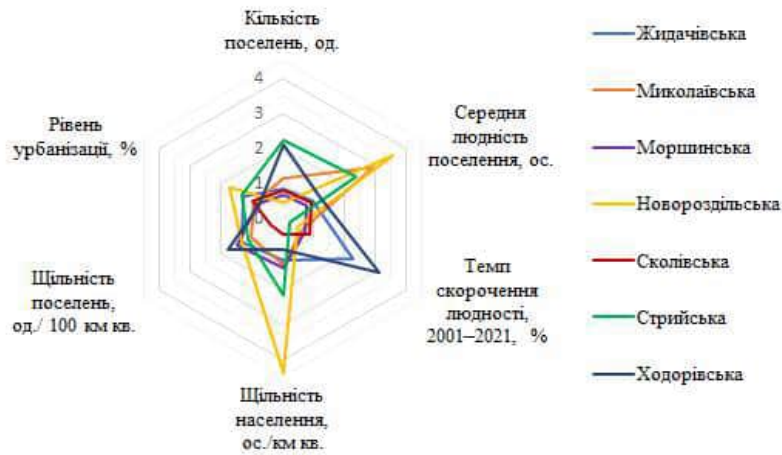 Кількість
поселень, од.
4
3
2
1
0
Середня
людність
поселення, ос.
Темп
скорочення
людності,
2001–2021, %
Щільність
населення,
ос./км кв.
Щільність
поселень,
од./ 100 км кв.
Рівень
урбанізації, %
Жидачівська
Миколаївська
Моршинська
Новороздільська
Сколівська
Стрийська
Ходорівська